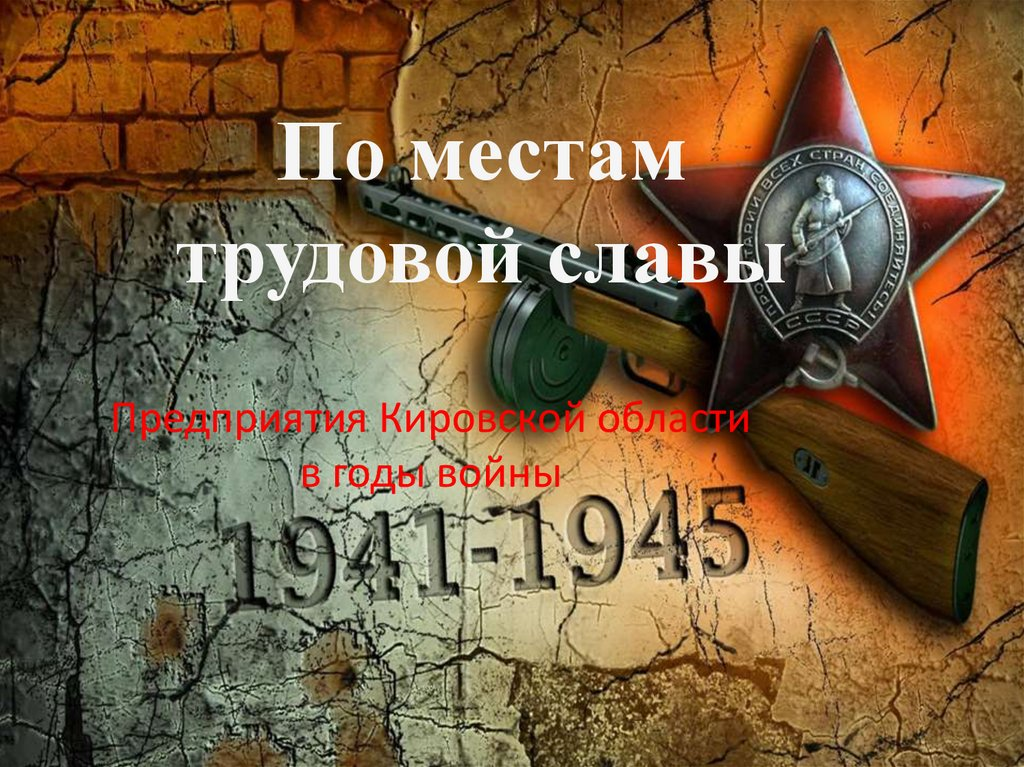 По местам
трудовой славы
ПРОЛЕТАРИИ ВСЕХ СТРАН, СОЕДИНЯЙТЕСЬ!
СССР
Предприятия Кировской области
в годы войны
1941-1945